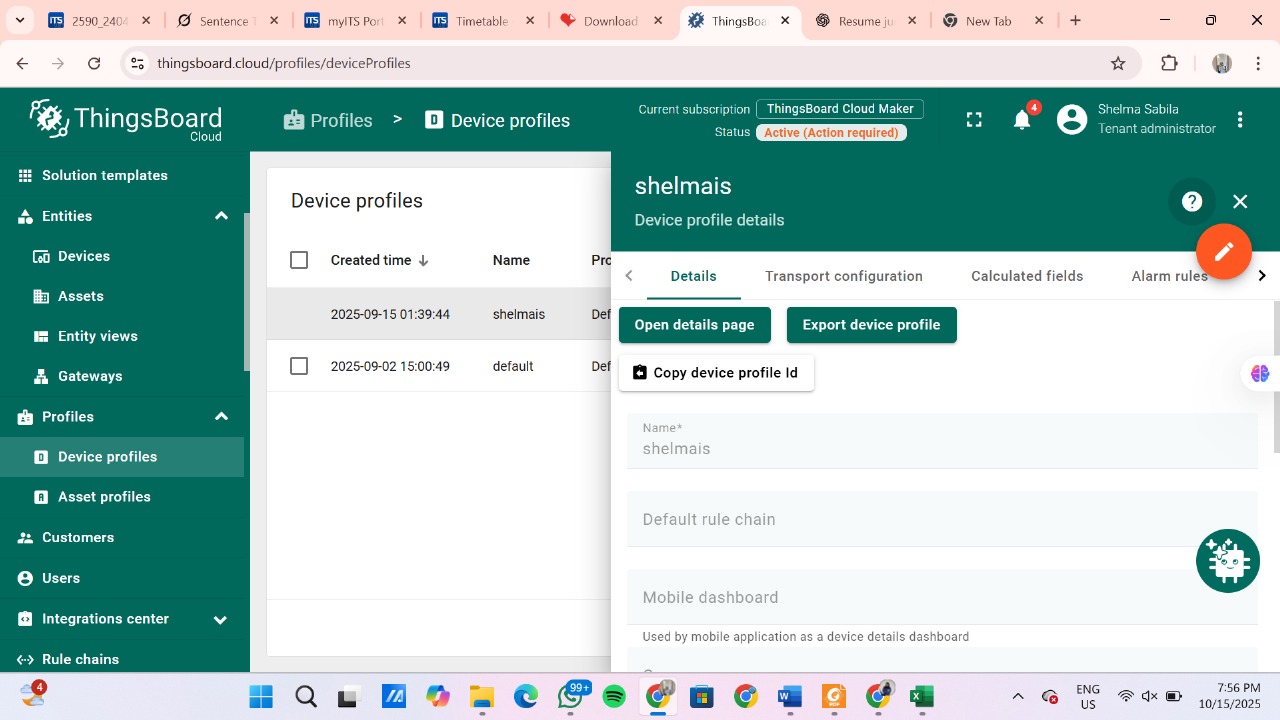 2590_2404
Sentence T
myITS Port
Timetable
Download
ThingsBoa
Resume ju
New Tab
thingsboard.cloud/profiles/deviceProfiles
ThingsBoard
Cloud
Profiles > Device profiles
Current subscription ThingsBoard Cloud Maker
Status Active (Action required)
4
Shelma Sabila
Tenant administrator
Solution templates
Entities
Devices
Assets
Entity views
Gateways
Profiles
Device profiles
Asset profiles
Customers
Users
Integrations center
Rule chains
Device profiles
Created time Name Pro
2025-09-15 01:39:44 shelmais Def
2025-09-02 15:00:49 default Def
shelmais
Device profile details
Details Transport configuration Calculated fields Alarm rules
Open details page Export device profile
Copy device profile Id
Name*
shelmais
Default rule chain
Mobile dashboard
Used by mobile application as a device details dashboard
4
99+
ENG
US
7:56 PM
10/15/2025